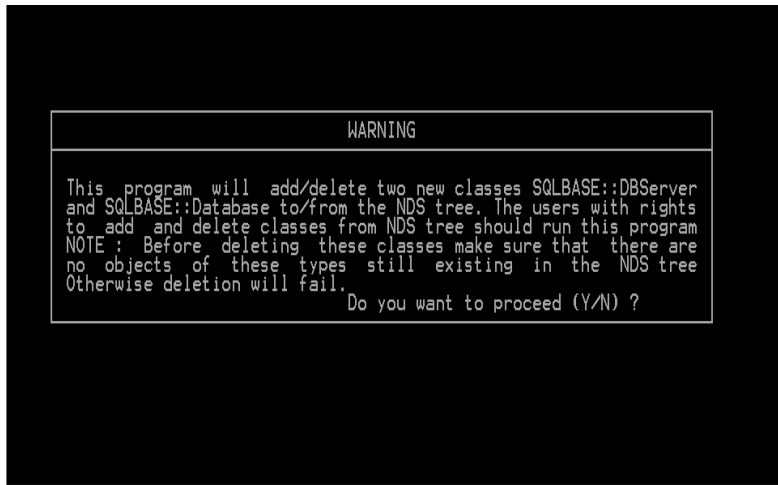 WARNING
This program will add/delete two new classes SQLBASE::DBServer
and SQLBASE::Database to/from the NDS tree. The users with rights
to add and delete classes from NDS tree should run this program
NOTE : Before deleting these classes make sure that there are
no objects of these types still existing in the NDS tree
Otherwise deletion will fail.
Do you want to proceed (Y/N) ?